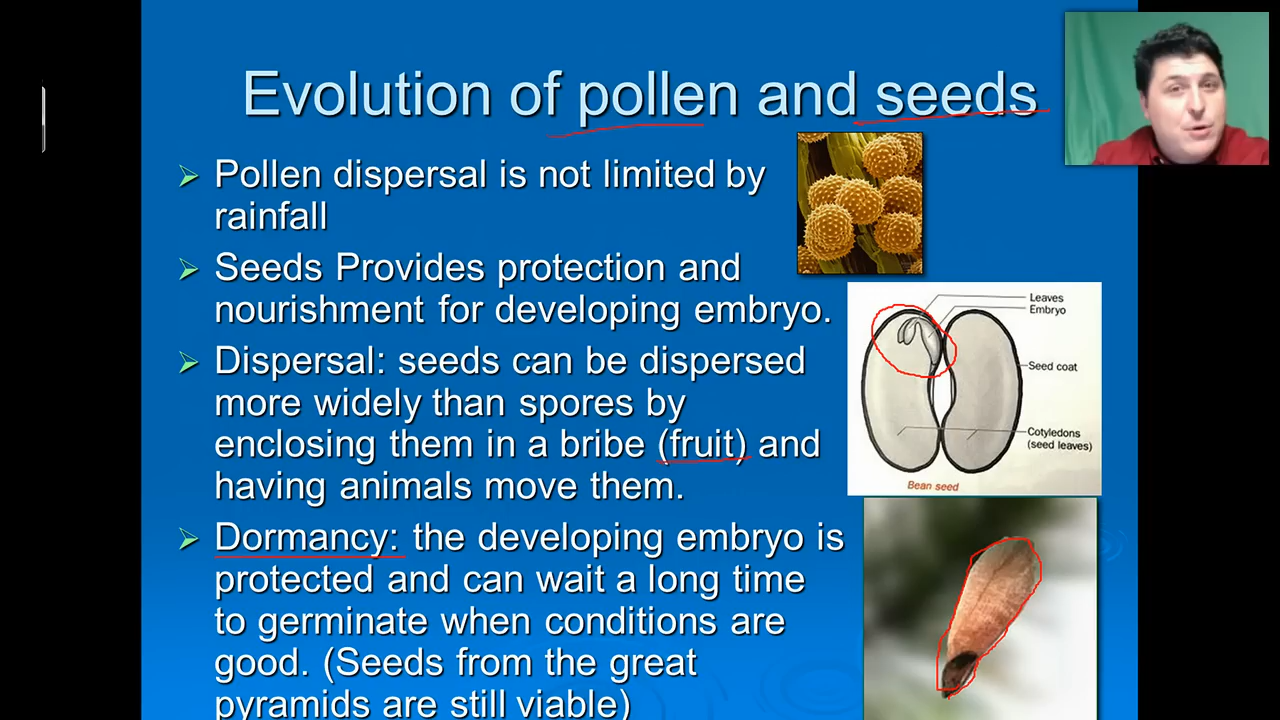 Evolution of pollen and seeds
Pollen dispersal is not limited by
rainfall
Seeds Provides protection and
nourishment for developing embryo.
Dispersal: seeds can be dispersed
more widely than spores by
enclosing them in a bribe (fruit) and
having animals move them.
Dormancy: the developing embryo is
protected and can wait a long time
to germinate when conditions are
good. (Seeds from the great
pyramids are still viable)
Leaves
Embryo
Seed coat
Cotyledons
(seed leaves)
Bean seed